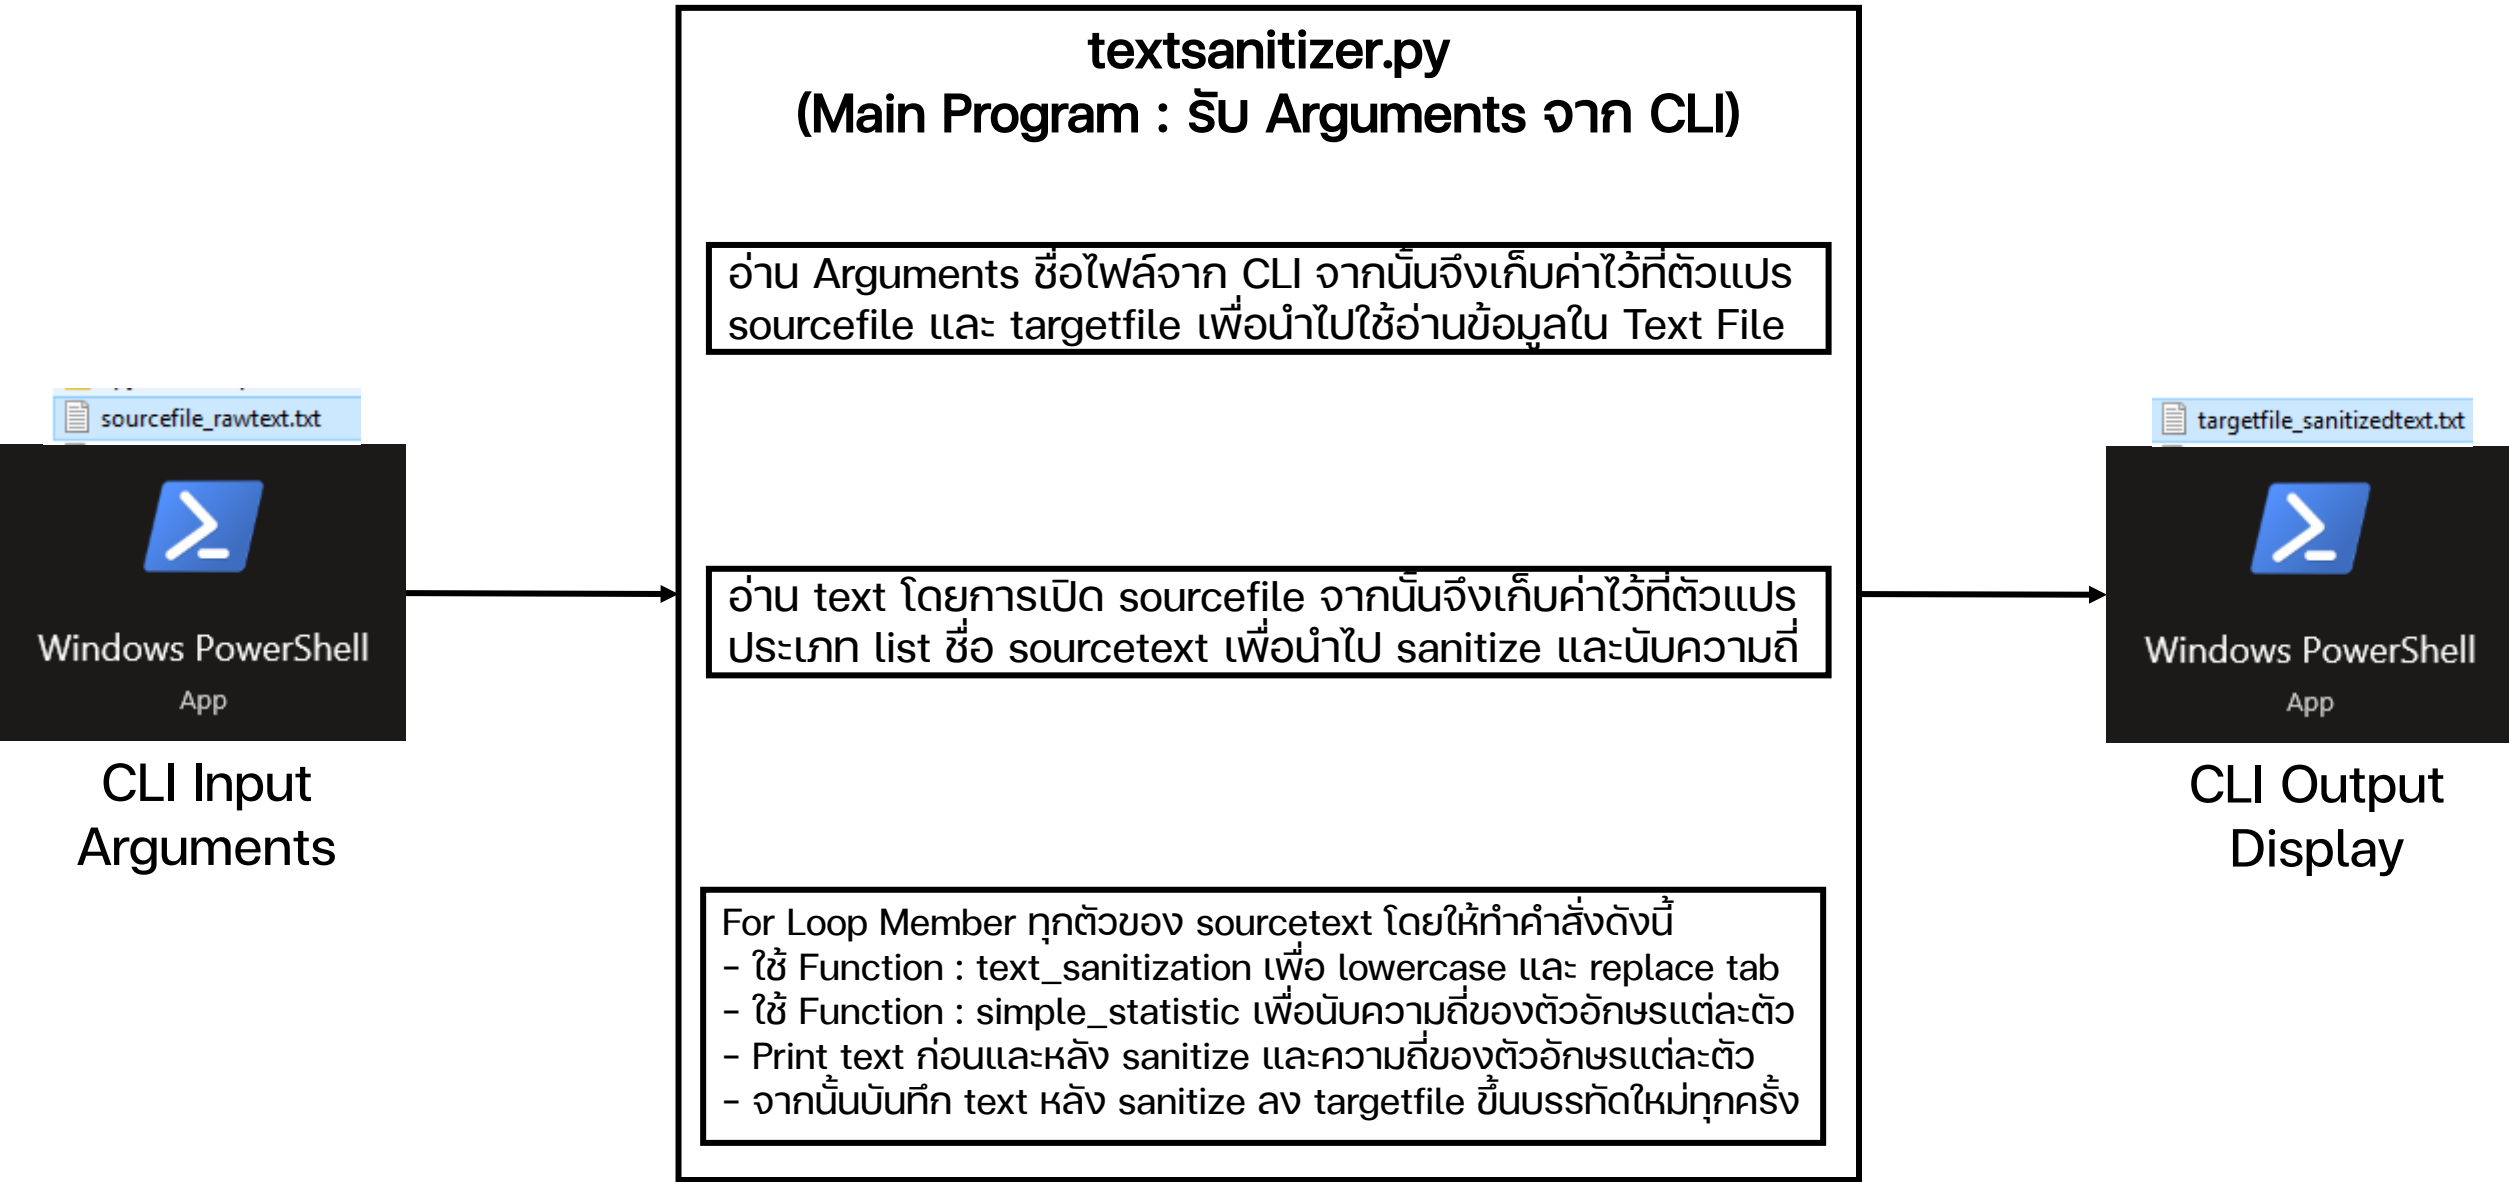 textsanitizer.py
(Main Program : รับ Arguments จาก CLI)
อ่าน Arguments ชื่อไฟล์จาก CLI จากนั้นจึงเก็บค่าไว้ที่ตัวแปร
sourcefile และ targetfile เพื่อนำไปใช้อ่านข้อมูลใน Text File
sourcefile_rawtext.txt
Windows PowerShell
App
CLI Input
Arguments
อ่าน text โดยการเปิด sourcefile จากนั้นจึงเก็บค่าไว้ที่ตัวแปร
ประเภท list ชื่อ sourcetext เพื่อนำไป sanitize และนับความถี่
For Loop Member ทุกตัวของ sourcetext โดยให้ทำคำสั่งดังนี้
- ใช้ Function : text_sanitization เพื่อ lowercase และ replace tab
- ใช้ Function : simple_statistic เพื่อนับความถี่ของตัวอักษรแต่ละตัว
- Print text ก่อนและหลัง sanitize และความถี่ของตัวอักษรแต่ละตัว
- จากนั้นบันทึก text หลัง sanitize ลง targetfile ขึ้นบรรทัดใหม่ทุกครั้ง
targetfile_sanitizedtext.txt
Windows PowerShell
App
CLI Output
Display